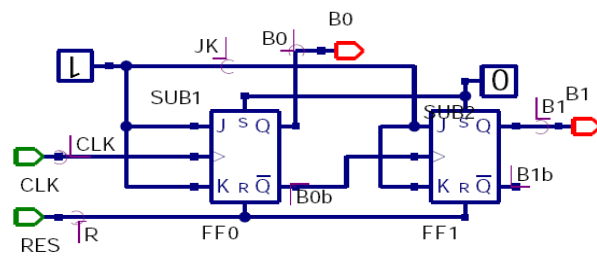 B0
JK B0
1
0
SUB1 SUB2 B1 B1
J S Q J S Q
CLK
CLK
K R Q K R Q
B0b B1b
R
RES FF0 FF1